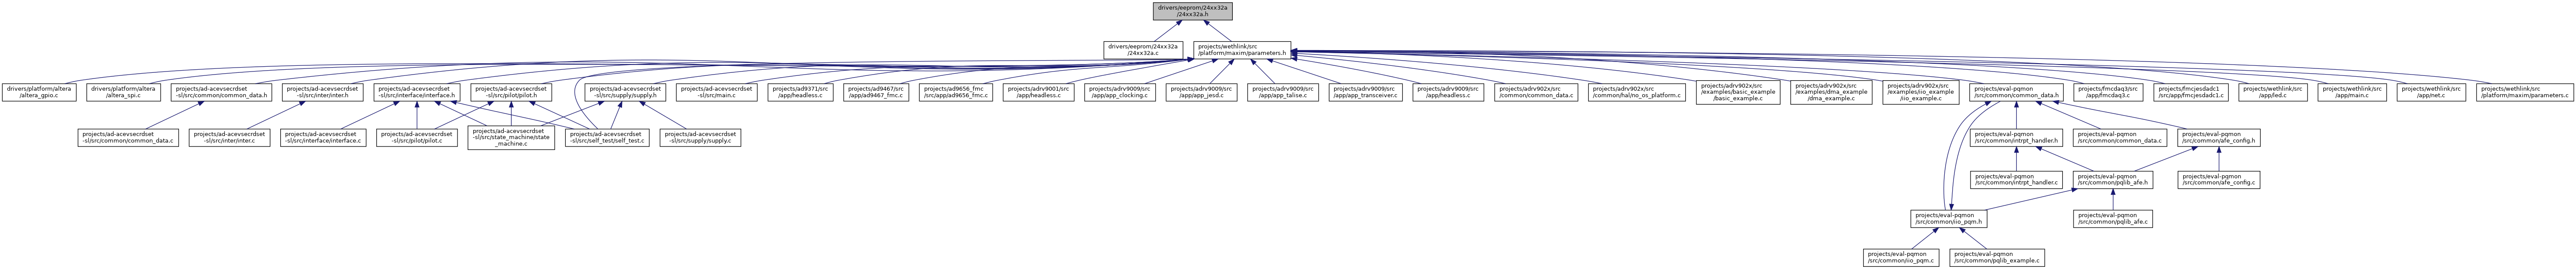 drivers/eeprom/24xx32a
/24xx32a.h
drivers/eeprom/24xx32a
/24xx32a.c
projects/wethlink/src
/platform/maxim/parameters.h
drivers/platform/altera
/altera_gpio.c
drivers/platform/altera
/altera_spi.c
projects/ad-acevsecrdset
-sl/src/common/common_data.h
projects/ad-acevsecrdset
-sl/src/inter/inter.h
projects/ad-acevsecrdset
-sl/src/interface/interface.h
projects/ad-acevsecrdset
-sl/src/pilot/pilot.h
projects/ad-acevsecrdset
-sl/src/supply/supply.h
projects/ad-acevsecrdset
-sl/src/main.c
projects/ad9371/src
/app/headless.c
projects/ad9467/src
/app/ad9467_fmc.c
projects/ad9656_fmc
/src/app/ad9656_fmc.c
projects/adrv9001/src
/app/headless.c
projects/adrv9009/src
/app/app_clocking.c
projects/adrv9009/src
/app/app_jesd.c
projects/adrv9009/src
/app/app_talise.c
projects/adrv9009/src
/app/app_transceiver.c
projects/adrv9009/src
/app/headless.c
projects/adrv902x/src
/common/common_data.c
projects/adrv902x/src
/common/hal/no_os_platform.c
projects/adrv902x/src
/examples/basic_example
/basic_example.c
projects/adrv902x/src
/examples/dma_example
/dma_example.c
projects/adrv902x/src
/examples/iio_example
/iio_example.c
projects/eval-pqmon
/src/common/common_data.h
projects/fmcdaq3/src
/app/fmcdaq3.c
projects/fmcjesdadc1
/src/app/fmcjesdadc1.c
projects/wethlink/src
/app/led.c
projects/wethlink/src
/app/main.c
projects/wethlink/src
/app/net.c
projects/wethlink/src
/platform/maxim/parameters.c
projects/ad-acevsecrdset
-sl/src/common/common_data.c
projects/ad-acevsecrdset
-sl/src/inter/inter.c
projects/ad-acevsecrdset
-sl/src/interface/interface.c
projects/ad-acevsecrdset
-sl/src/pilot/pilot.c
projects/ad-acevsecrdset
-sl/src/state_machine/state
_machine.c
projects/ad-acevsecrdset
-sl/src/self_test/self_test.c
projects/ad-acevsecrdset
-sl/src/supply/supply.c
projects/eval-pqmon
/src/common/intrpt_handler.h
projects/eval-pqmon
/src/common/common_data.c
projects/eval-pqmon
/src/common/afe_config.h
projects/eval-pqmon
/src/common/intrpt_handler.c
projects/eval-pqmon
/src/common/pqlib_afe.h
projects/eval-pqmon
/src/common/afe_config.c
projects/eval-pqmon
/src/common/iio_pqm.h
projects/eval-pqmon
/src/common/pqlib_afe.c
projects/eval-pqmon
/src/common/iio_pqm.c
projects/eval-pqmon
/src/common/pqlib_example.c